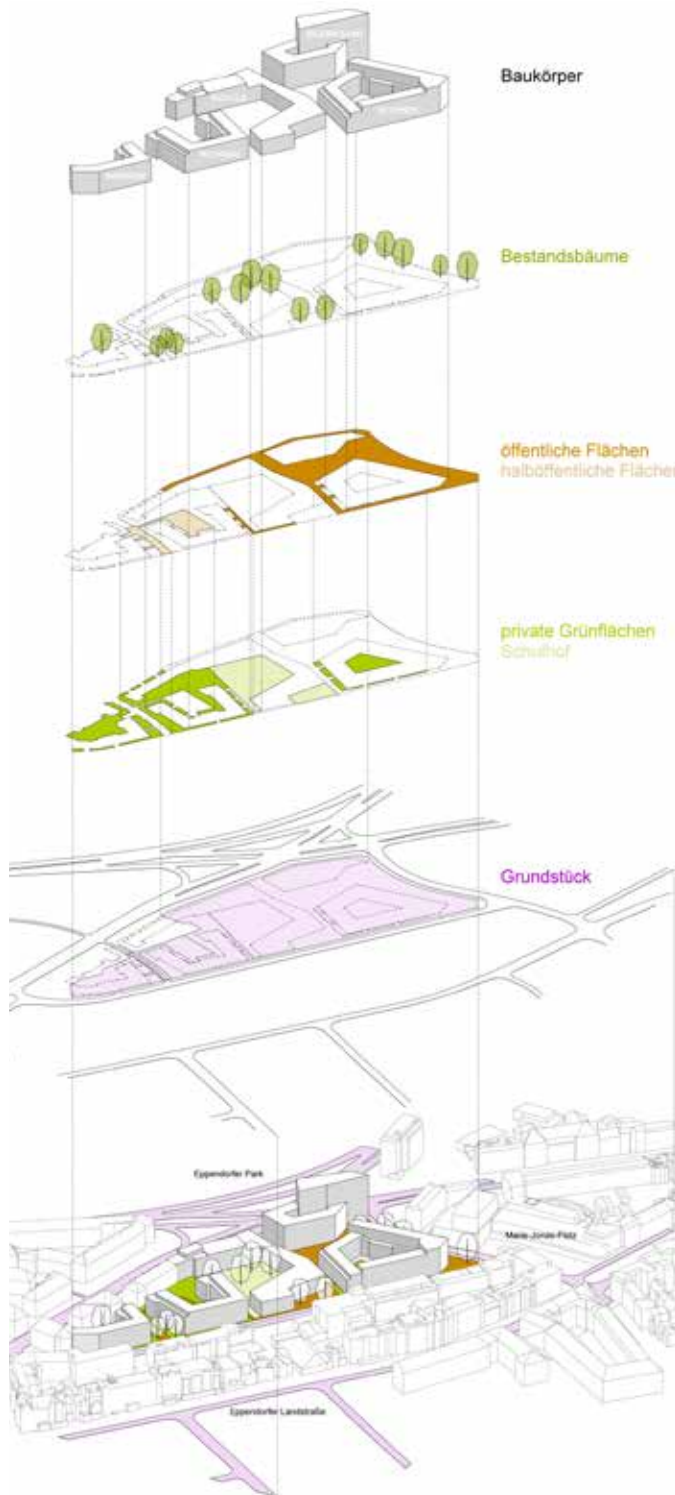 Baukörper
Bestandsbäume
öffentliche Flächen
halböffentliche Flächen
private Grünflächen
Schulhof
Grundstück
Eppendorfer Park
Marie-Jonas-Platz
Eppendorfer Landstraße